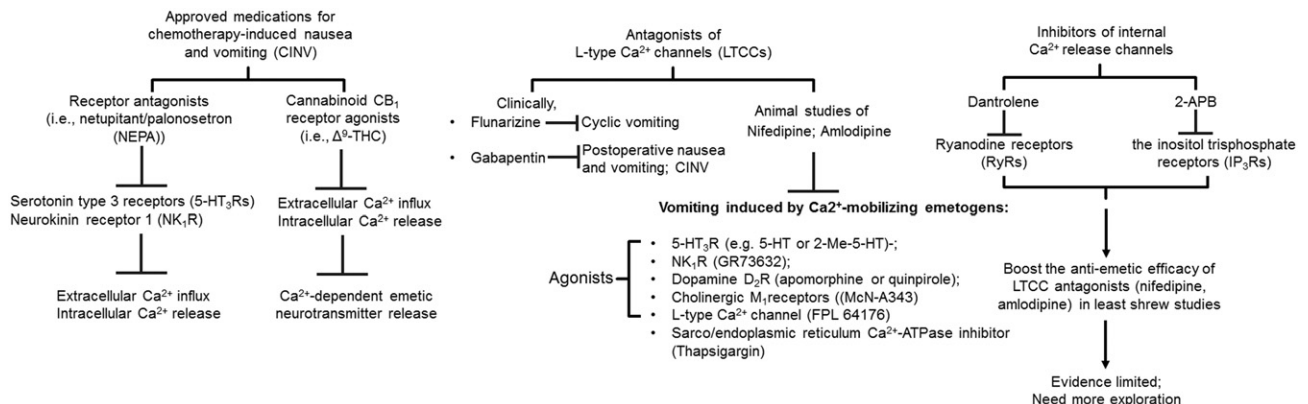 Approved medications for
chemotherapy-induced nausea
and vomiting (CINV)
Receptor antagonists
(i.e., netupitant/palonosetron
(NEPA))
Cannabinoid CB₁
receptor agonists
(i.e., Δ⁹-THC)
Serotonin type 3 receptors (5-HT₃Rs)
Neurokinin receptor 1 (NK₁R)
Extracellular Ca²⁺ influx
Intracellular Ca²⁺ release
Extracellular Ca²⁺ influx
Intracellular Ca²⁺ release
Ca²⁺-dependent emetic
neurotransmitter release
Antagonists of
L-type Ca²⁺ channels (LTCCs)
Clinically,
• Flunarizine
Cyclic vomiting
• Gabapentin
Postoperative nausea
and vomiting; CINV
Animal studies of
Nifedipine; Amlodipine
Vomiting induced by Ca2+-mobilizing emetogens:
Agonists
• 5-HT₃R (e.g. 5-HT or 2-Me-5-HT)-;
• NK₁R (GR73632);
• Dopamine D₂R (apomorphine or quinpirole);
• Cholinergic M₁receptors ((McN-A343)
• L-type Ca²⁺ channel (FPL 64176)
• Sarco/endoplasmic reticulum Ca²⁺-ATPase inhibitor
(Thapsigargin)
Inhibitors of internal
Ca²⁺ release channels
Dantrolene
2-APB
Ryanodine receptors
(RyRs)
the inositol trisphosphate
receptors (IP₃Rs)
Boost the anti-emetic efficacy of
LTCC antagonists (nifedipine,
amlodipine) in least shrew studies
Evidence limited;
Need more exploration